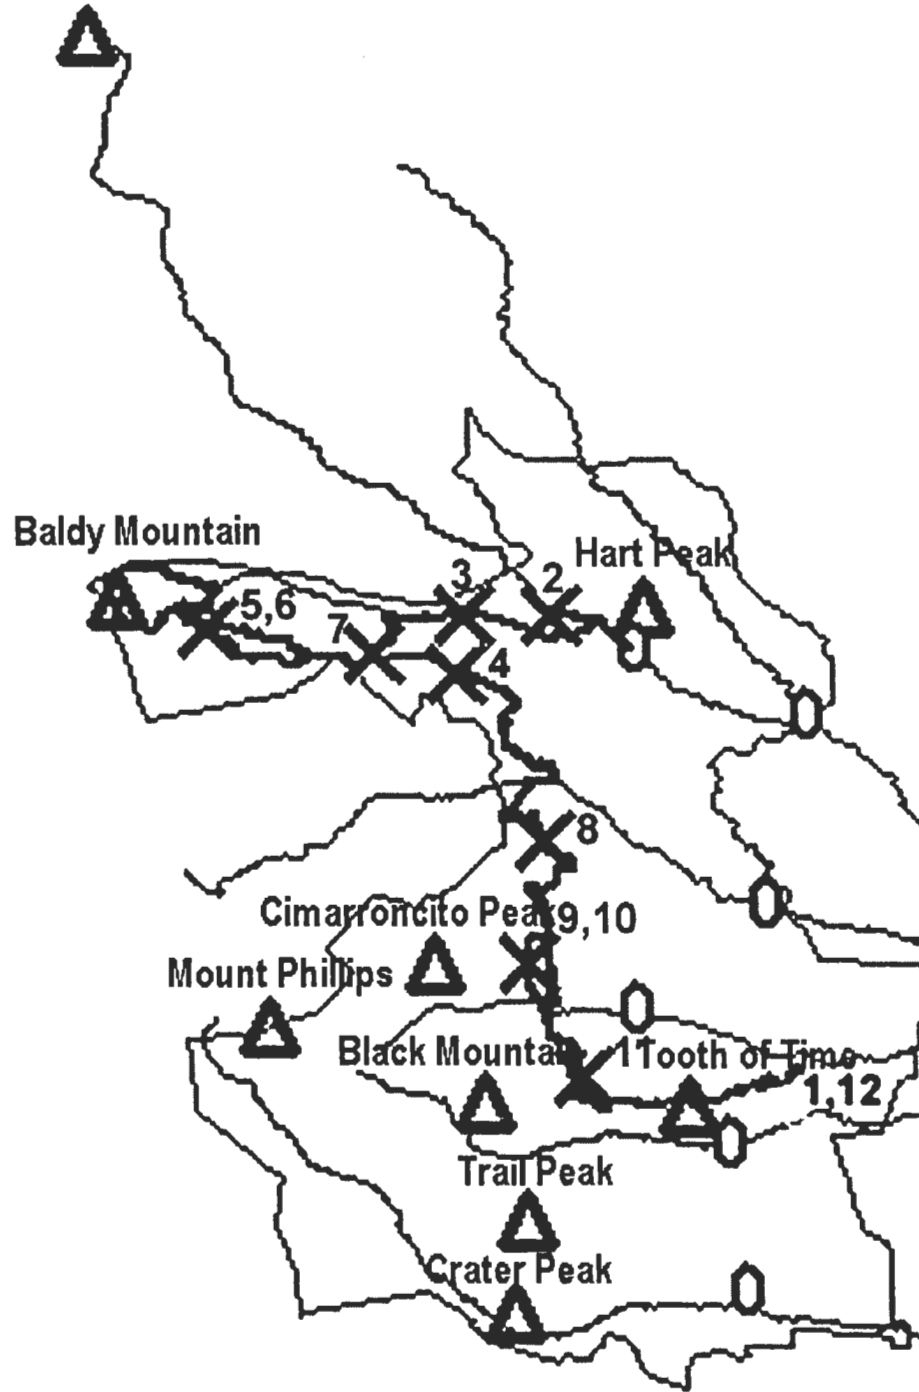 Baldy Mountain
Hart Peak
3
2
5,6
7
4
8
Cimarroncito Peak
9,10
Mount Phillips
Black Mountain
11
Tooth of Time
1,12
Trail Peak
Crater Peak